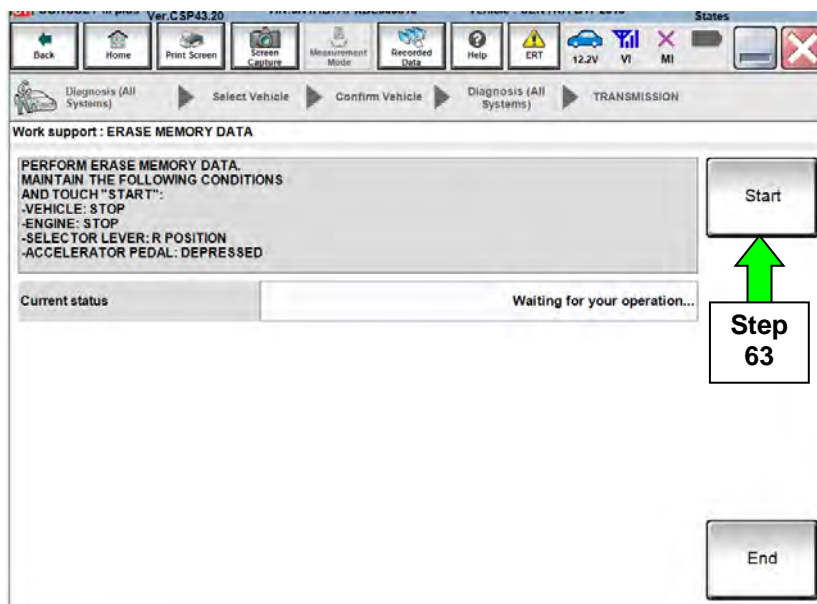 Ver.CSP43.20
States
Back
Home
Print Screen
Screen
Capture
Measurement
Mode
Recorded
Data
Help
ERT
12.2V
VI
MI
Diagnosis (All
Systems)
Select Vehicle
Confirm Vehicle
Diagnosis (All
Systems)
TRANSMISSION
Work support : ERASE MEMORY DATA
PERFORM ERASE MEMORY DATA.
MAINTAIN THE FOLLOWING CONDITIONS
AND TOUCH "START":
-VEHICLE: STOP
-ENGINE: STOP
-SELECTOR LEVER: R POSITION
-ACCELERATOR PEDAL: DEPRESSED
Start
Current status
Waiting for your operation...
Step
63
End